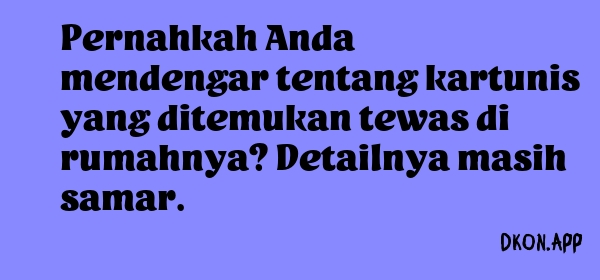 Pernahkah Anda
mendengar tentang kartunis
yang ditemukan tewas di
rumahnya? Detailnya masih
samar.
DKON.APP